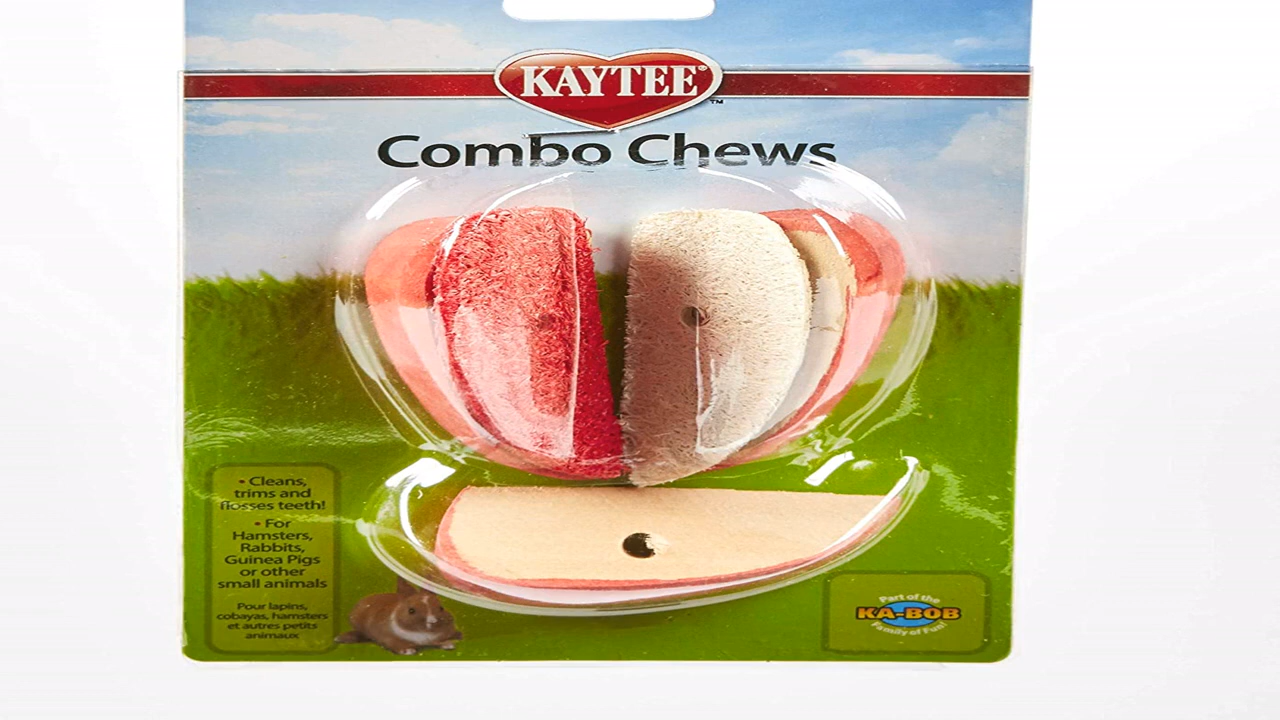 KAYTEE®
™
Combo Chews
• Cleans,
trims and
flosses teeth!
• For
Hamsters,
Rabbits,
Guinea Pigs
or other
small animals
Pour lapins,
cobayas, hamsters
et autres petits
animaux
Part of the
KA-BOB
Family of Fun!